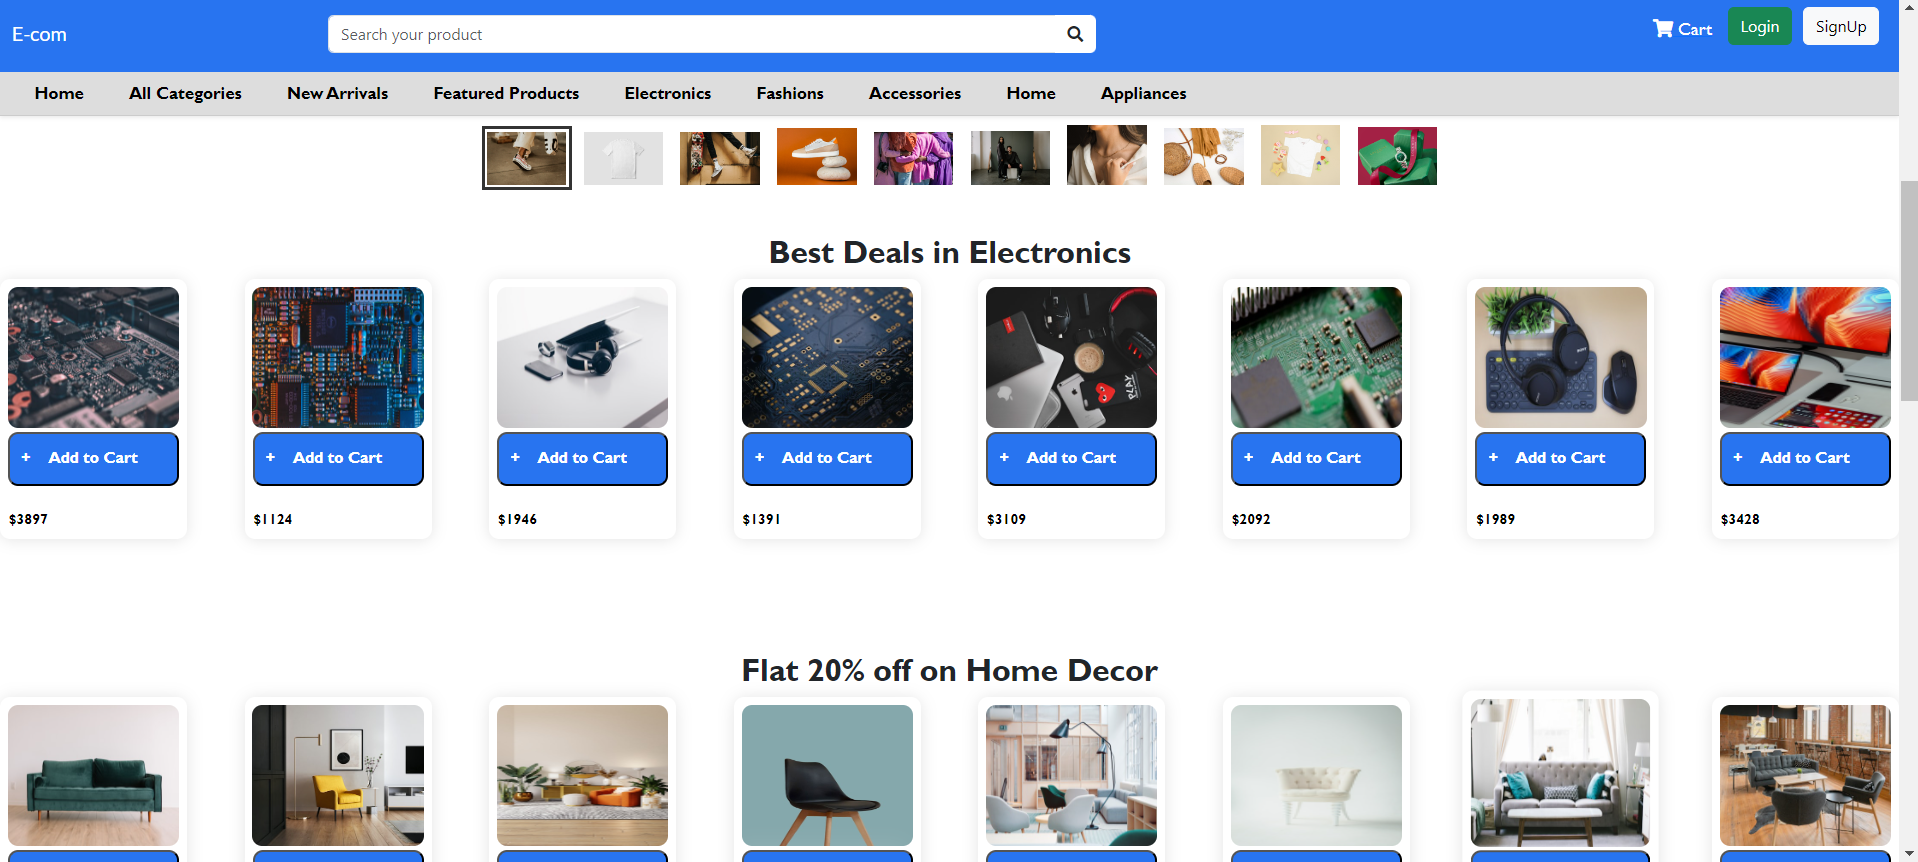 E-com
Search your product
Cart
Login
SignUp
Home
All Categories
New Arrivals
Featured Products
Electronics
Fashions
Accessories
Home
Appliances
Best Deals in Electronics
SONY
PLAY
+ Add to Cart
+ Add to Cart
+ Add to Cart
+ Add to Cart
+ Add to Cart
+ Add to Cart
+ Add to Cart
+ Add to Cart
$3897
$1124
$1946
$1391
$3109
$2092
$1989
$3428
Flat 20% off on Home Decor